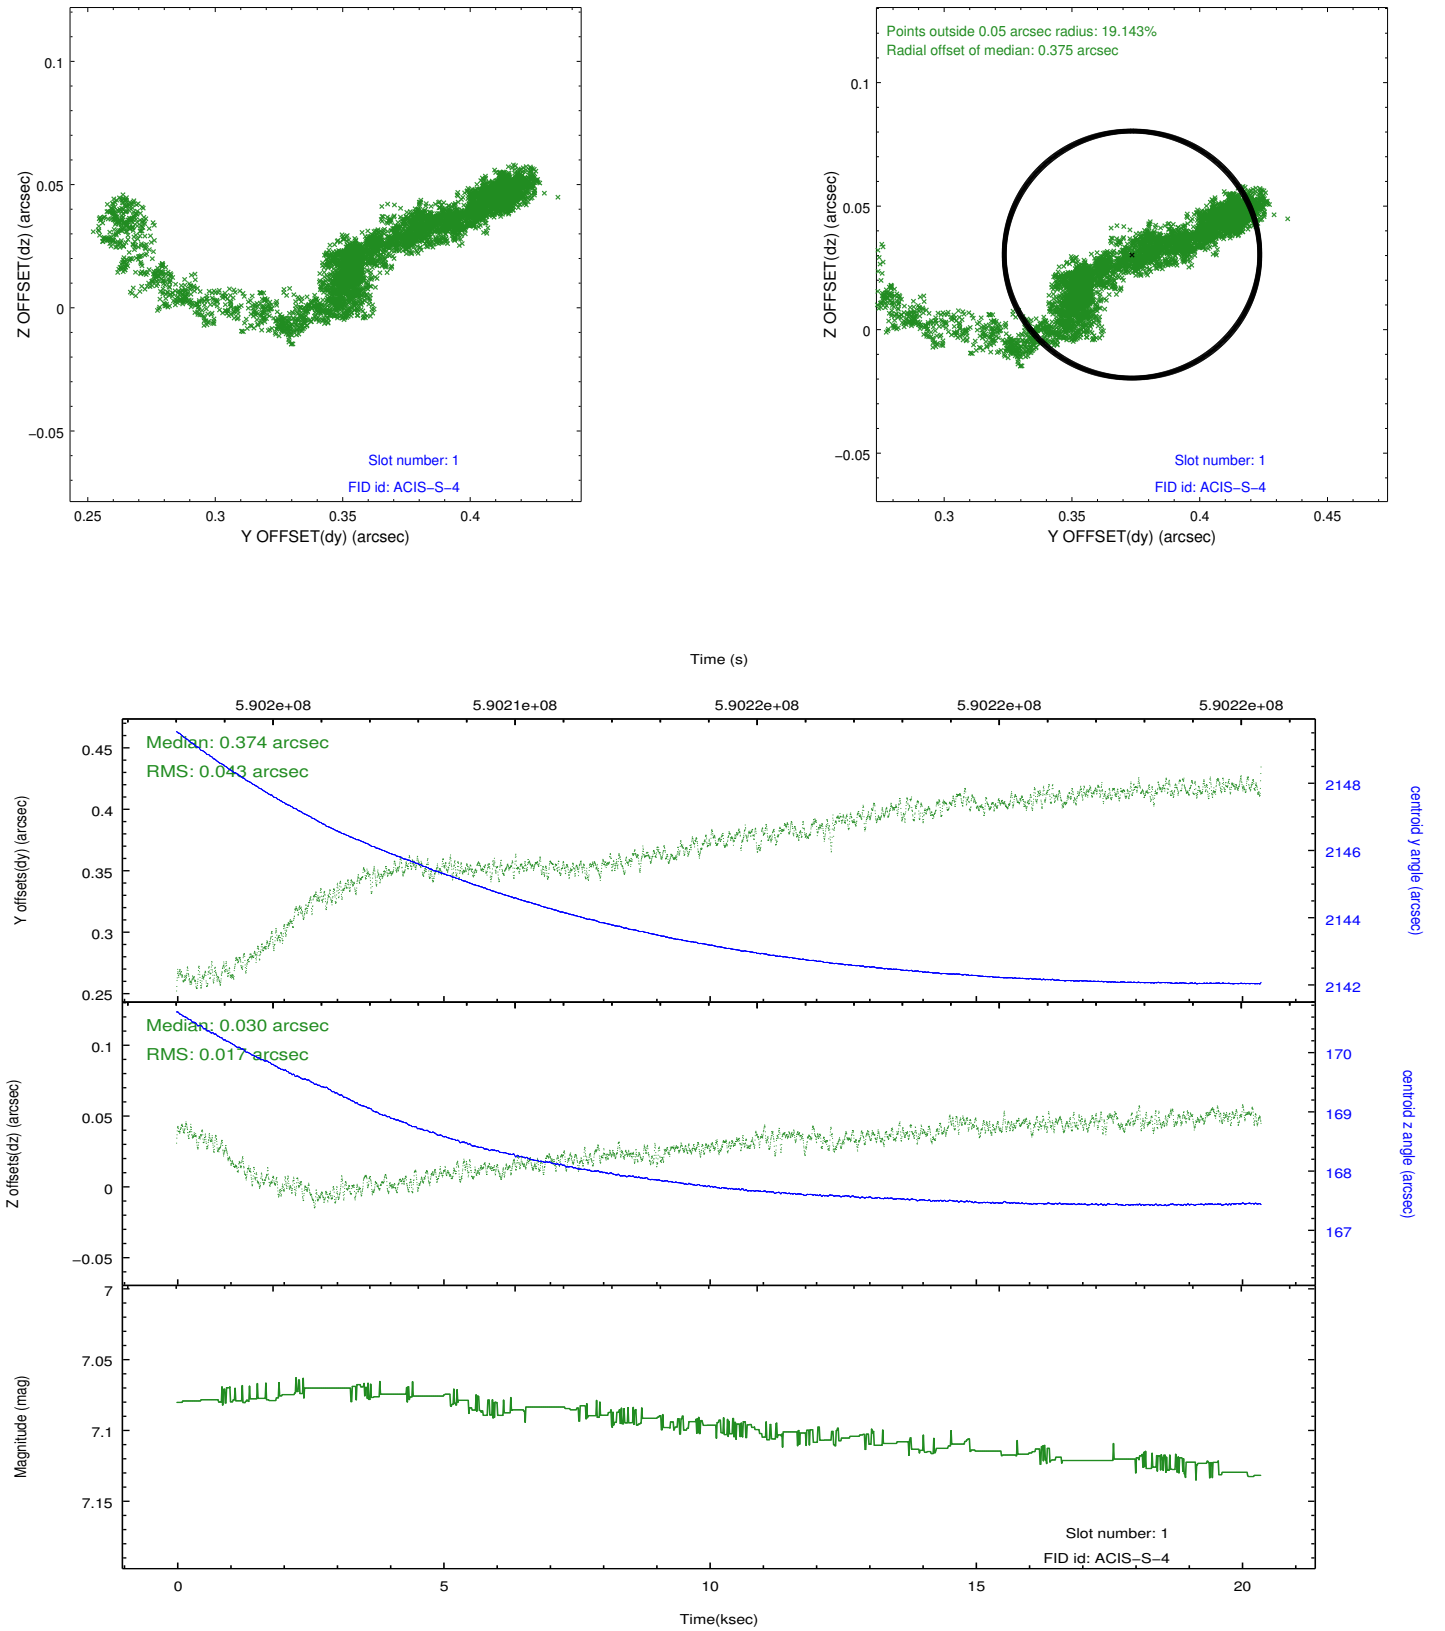 0.1
0.05
0
−0.05
Z OFFSET(dz) (arcsec)
Slot number: 1
FID id: ACIS−S−4
0.25 0.3 0.35 0.4
Y OFFSET(dy) (arcsec)
Points outside 0.05 arcsec radius: 19.143%
Radial offset of median: 0.375 arcsec
0.1
0.05
0
−0.05
Z OFFSET(dz) (arcsec)
Slot number: 1
FID id: ACIS−S−4
0.3 0.35 0.4 0.45
Y OFFSET(dy) (arcsec)
Time (s)
5.902e+08 5.9021e+08 5.9022e+08 5.9022e+08 5.9022e+08
Median: 0.374 arcsec
RMS: 0.043 arcsec
0.45
0.4
0.35
0.3
0.25
Y offsets(dy) (arcsec)
2148
2146
2144
2142
centroid y angle (arcsec)
Median: 0.030 arcsec
RMS: 0.017 arcsec
0.1
0.05
0
−0.05
Z offsets(dz) (arcsec)
170
169
168
167
centroid z angle (arcsec)
7
7.05
7.1
7.15
Magnitude (mag)
Slot number: 1
FID id: ACIS−S−4
0 5 10 15 20
Time(ksec)